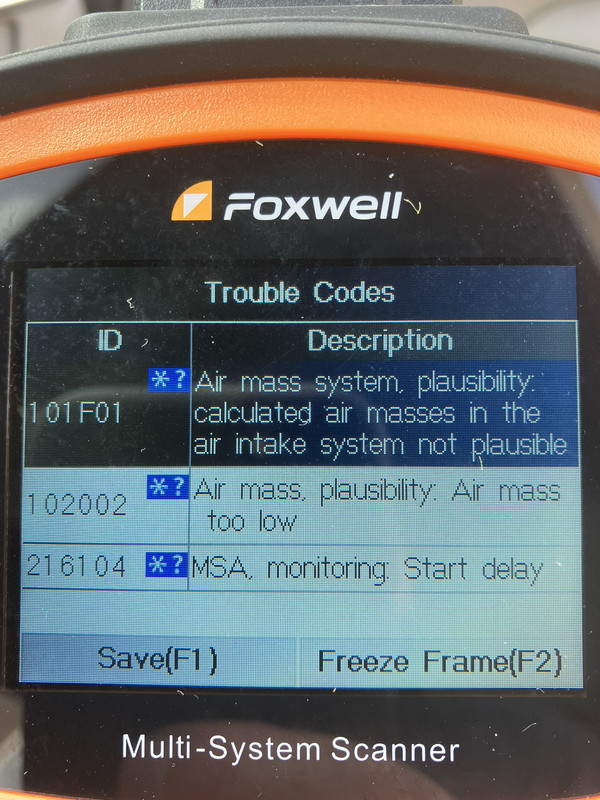 Foxwell
Trouble Codes
ID Description
101F01 *? Air mass system, plausibility:
calculated air masses in the
air intake system not plausible
102002 *? Air mass, plausibility: Air mass
too low
216104 *? MSA, monitoring: Start delay
Save(F1) Freeze Frame(F2)
Multi-System Scanner